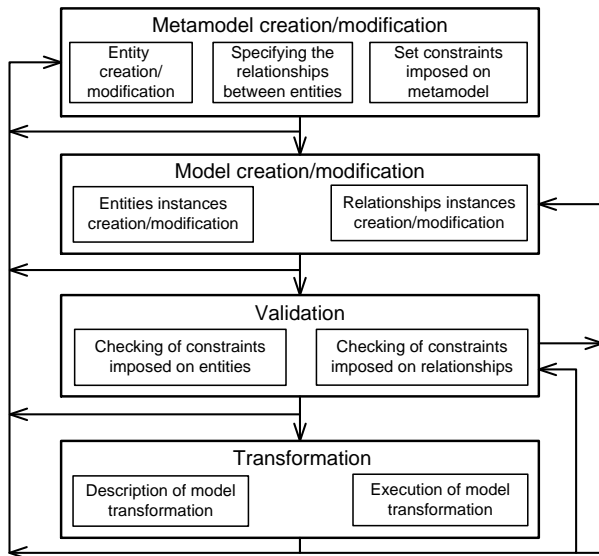 Metamodel creation/modification
Entity
creation/
modification
Specifying the
relationships
between entities
Set constraints
imposed on
metamodel
Model creation/modification
Entities instances
creation/modification
Relationships instances
creation/modification
Validation
Checking of constraints
imposed on entities
Checking of constraints
imposed on relationships
Transformation
Description of model
transformation
Execution of model
transformation